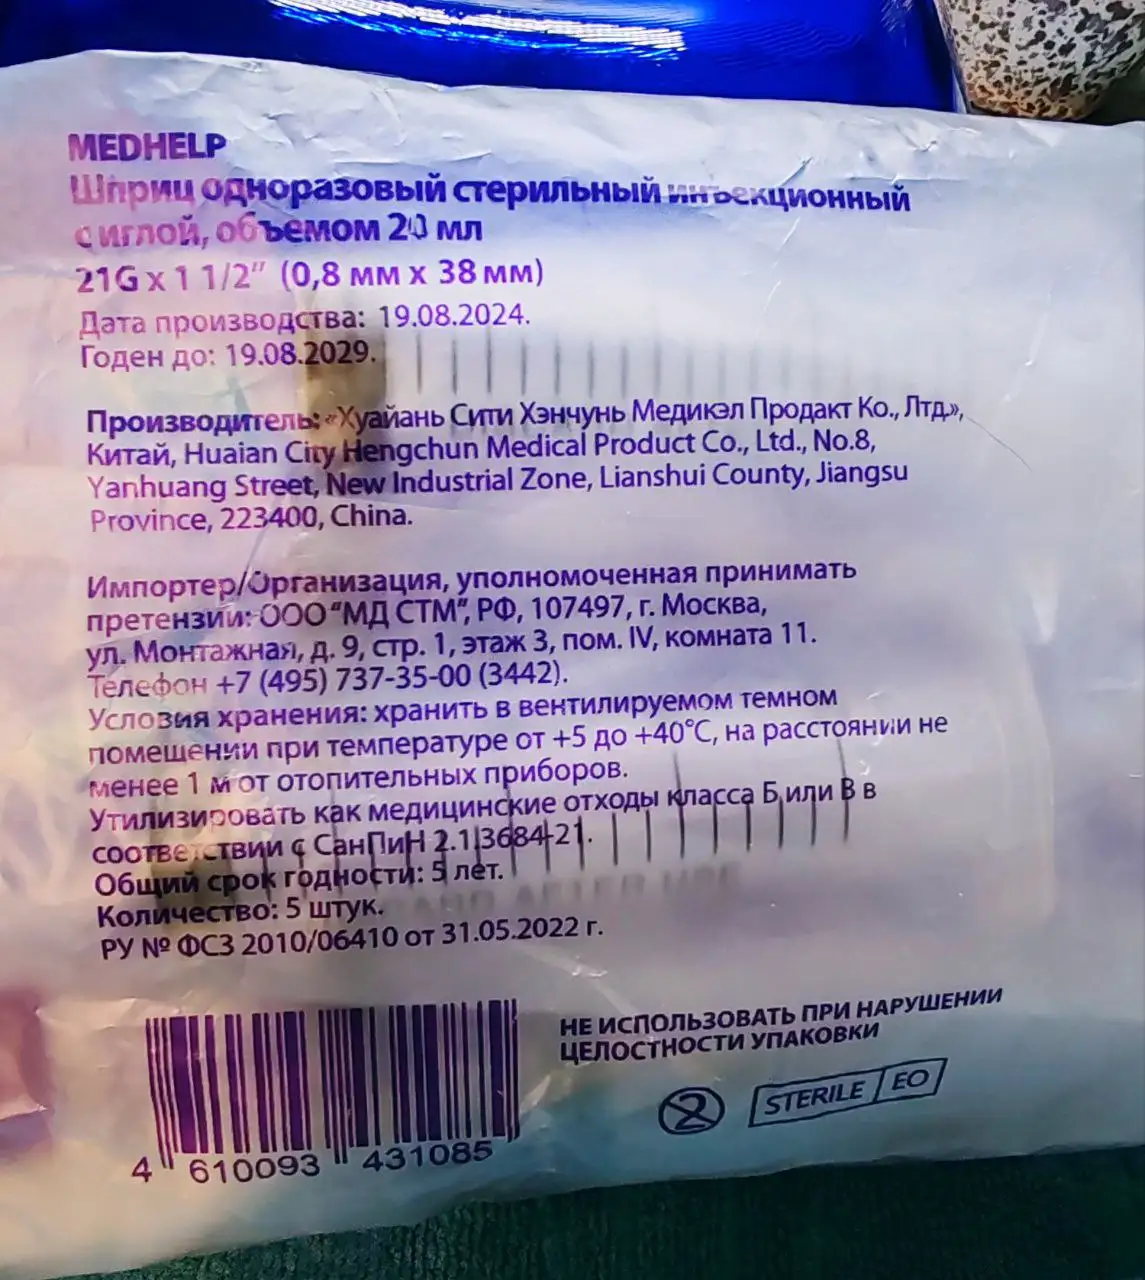 MEDHELP
Шприц одноразовый стерильный инъекционный
с иглой, объемом 20 мл
21G x 1 1/2" (0,8 мм х 38 мм)
Дата производства: 19.08.2024.
Годен до: 19.08.2029.
Производитель: «Хуайань Сити Хэнчунь Медикэл Продакт Ко., Лтд.»,
Китай, Huaian City Hengchun Medical Product Co., Ltd., No.8,
Yanhuang Street, New Industrial Zone, Lianshui County, Jiangsu
Province, 223400, China.
Импортер/Организация, уполномоченная принимать
претензии: ООО "МД СТМ", РФ, 107497, г. Москва,
ул. Монтажная, д. 9, стр. 1, этаж 3, пом. IV, комната 11.
Телефон +7 (495) 737-35-00 (3442).
Условия хранения: хранить в вентилируемом темном
помещении при температуре от +5 до +40°С, на расстоянии не
менее 1 м от отопительных приборов.
Утилизировать как медицинские отходы класса Б или В в
соответствии с СанПиН 2.1.3684-21.
Общий срок годности: 5 лет.
Количество: 5 штук.
РУ № ФСЗ 2010/06410 от 31.05.2022 г.
НЕ ИСПОЛЬЗОВАТЬ ПРИ НАРУШЕНИИ
ЦЕЛОСТНОСТИ УПАКОВКИ
2 STERILE EO
4 610093 431085